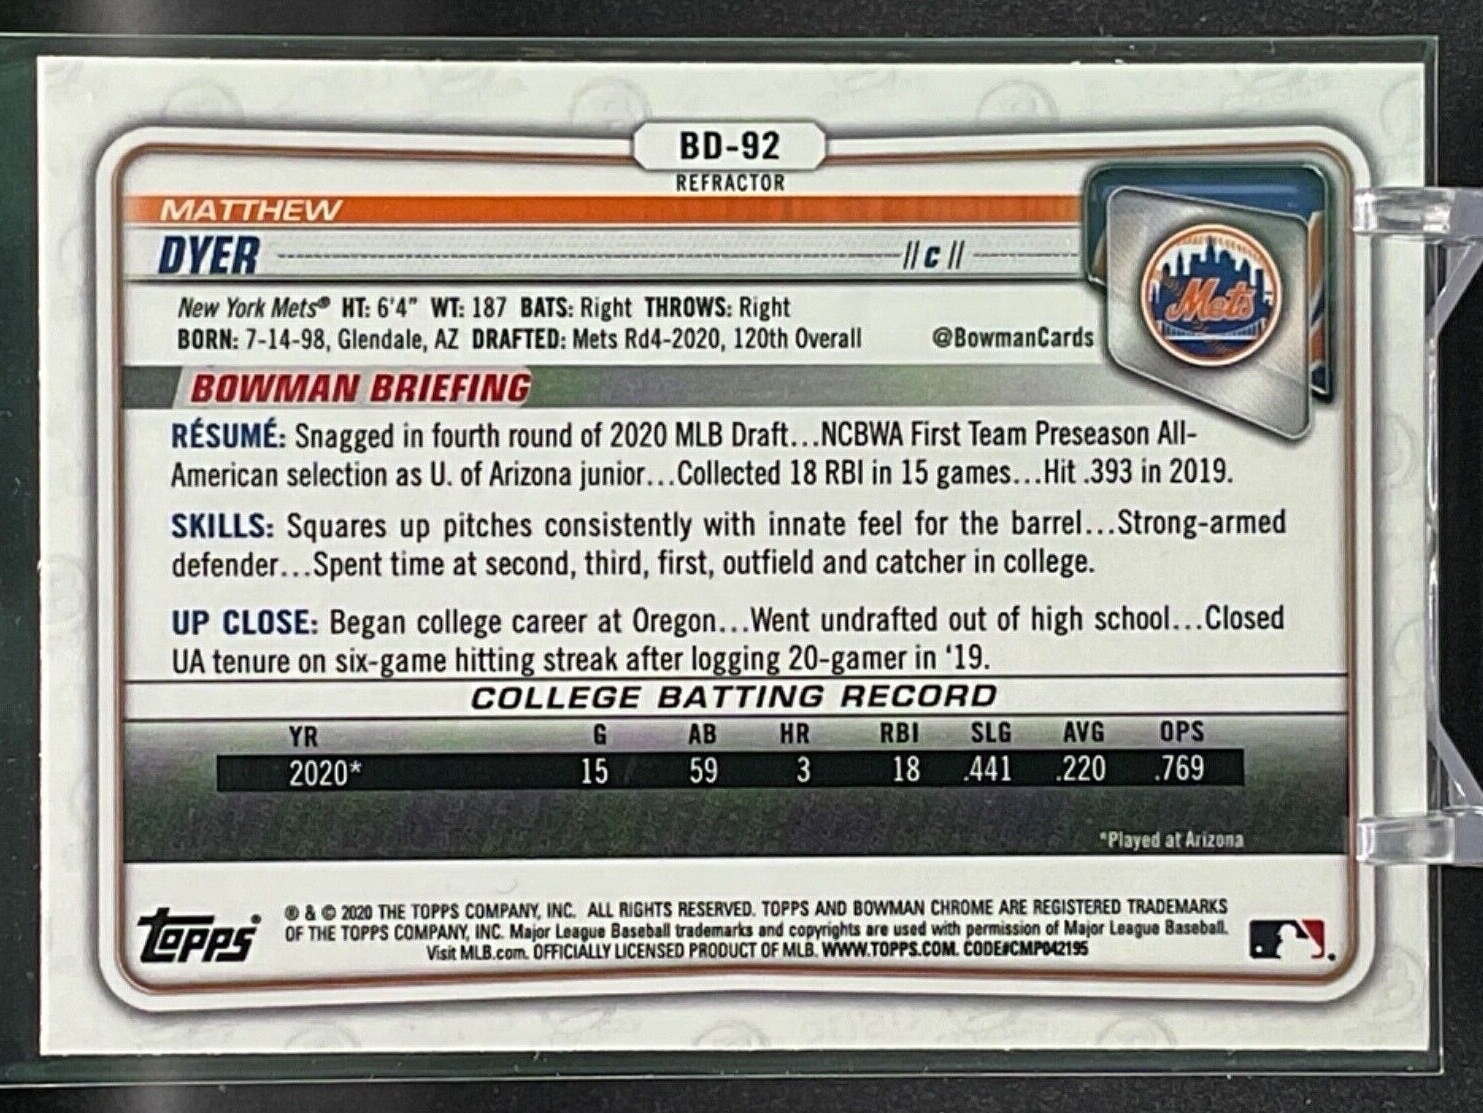 BD-92
REFRACTOR
MATTHEW
DYER
//C//
Mets
New York Mets® HT: 6'4" WT: 187 BATS: Right THROWS: Right
BORN: 7-14-98, Glendale, AZ DRAFTED: Mets Rd4-2020, 120th Overall
@BowmanCards
BOWMAN BRIEFING
RÉSUMÉ: Snagged in fourth round of 2020 MLB Draft...NCBWA First Team Preseason All-
American selection as U. of Arizona junior...Collected 18 RBI in 15 games...Hit .393 in 2019.
SKILLS: Squares up pitches consistently with innate feel for the barrel...Strong-armed
defender...Spent time at second, third, first, outfield and catcher in college.
UP CLOSE: Began college career at Oregon...Went undrafted out of high school...Closed
UA tenure on six-game hitting streak after logging 20-gamer in '19.
COLLEGE BATTING RECORD
YR G AB HR RBI SLG AVG OPS
2020* 15 59 3 18 .441 .220 .769
*Played at Arizona
Topps®
® & © 2020 THE TOPPS COMPANY, INC. ALL RIGHTS RESERVED. TOPPS AND BOWMAN CHROME ARE REGISTERED TRADEMARKS
OF THE TOPPS COMPANY, INC. Major League Baseball trademarks and copyrights are used with permission of Major League Baseball.
Visit MLB.com. OFFICIALLY LICENSED PRODUCT OF MLB. WWW.TOPPS.COM. CODE#CMP042195